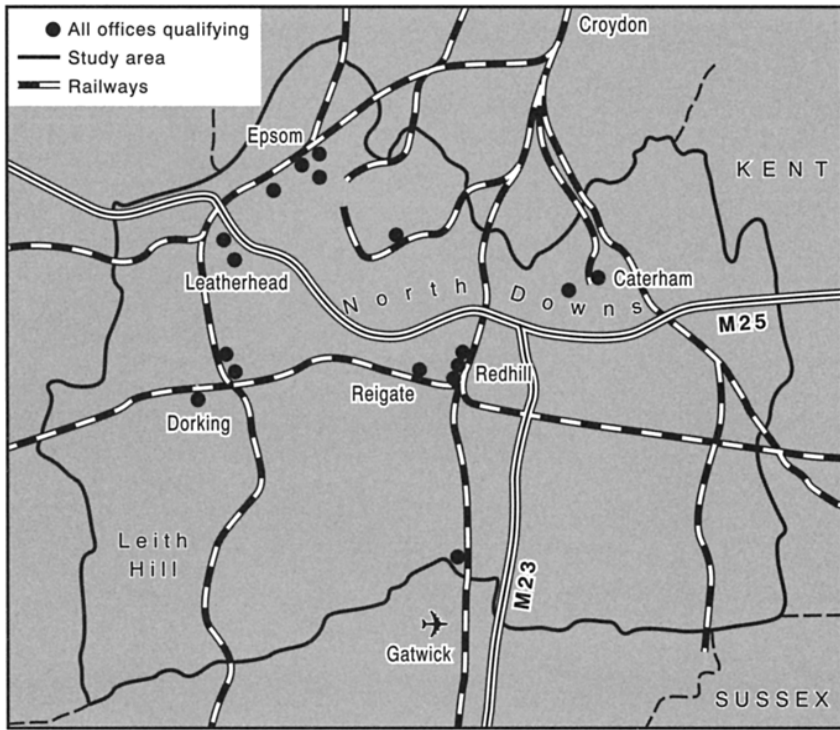 All offices qualifying
Study area
Railways
Croydon
Epsom
KENT
Leatherhead
North Downs
Caterham
M25
Reigate
Redhill
Dorking
Leith
Hill
M23
Gatwick
SUSSEX